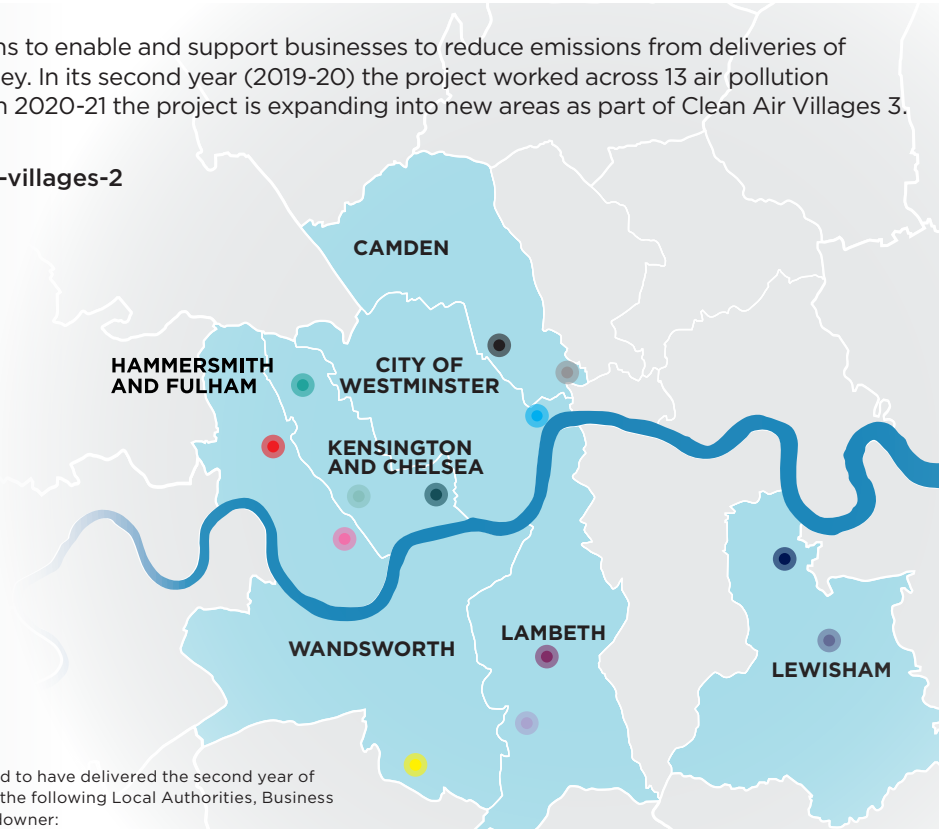 ns to enable and support businesses to reduce emissions from deliveries of
ey. In its second year (2019-20) the project worked across 13 air pollution
n 2020-21 the project is expanding into new areas as part of Clean Air Villages 3.
-villages-2
CAMDEN
HAMMERSMITH
AND FULHAM
CITY OF
WESTMINSTER
KENSINGTON
AND CHELSEA
WANDSWORTH
LAMBETH
LEWISHAM
d to have delivered the second year of
the following Local Authorities, Business
downer: